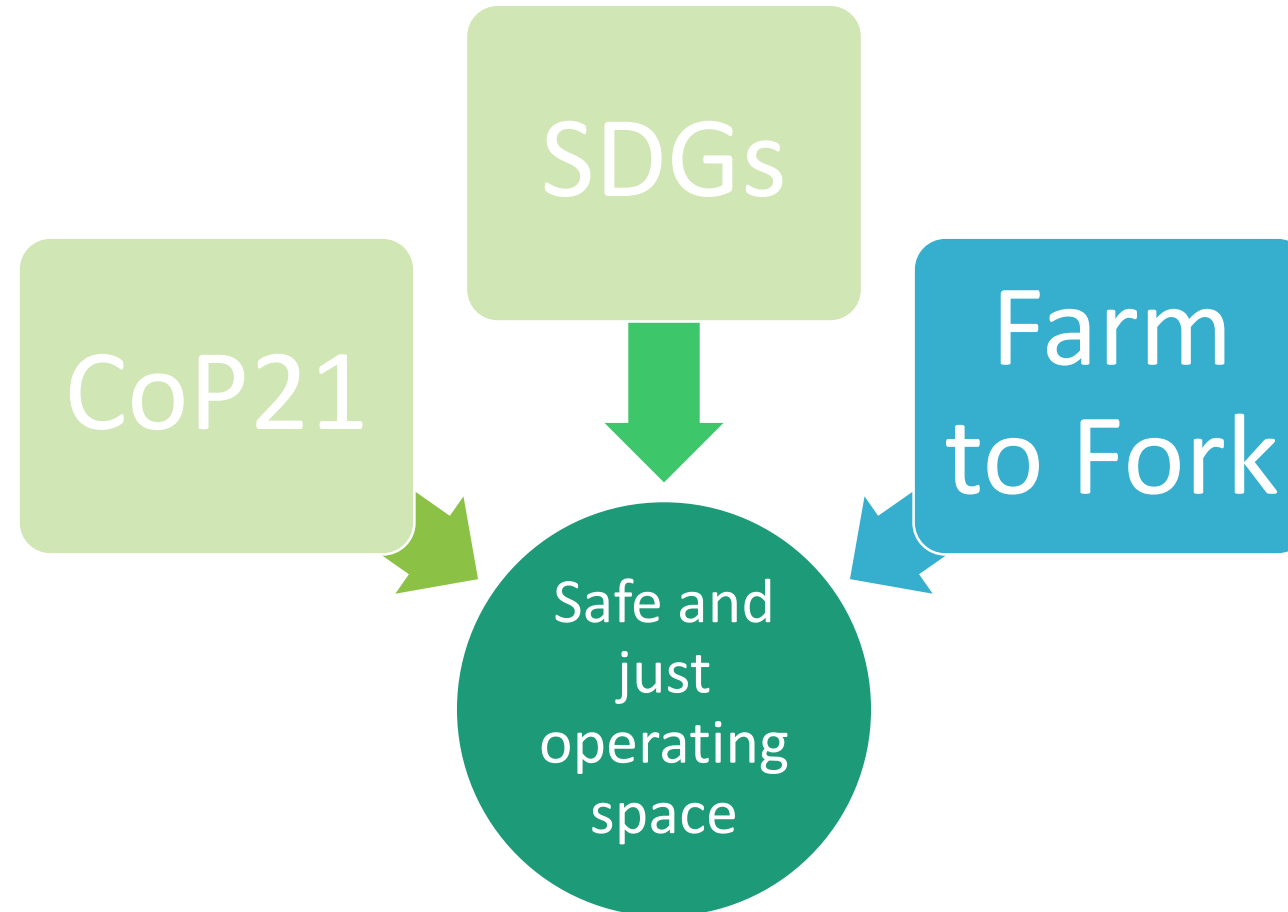 SDGs
CoP21
Farm
to Fork
Safe and
just
operating
space